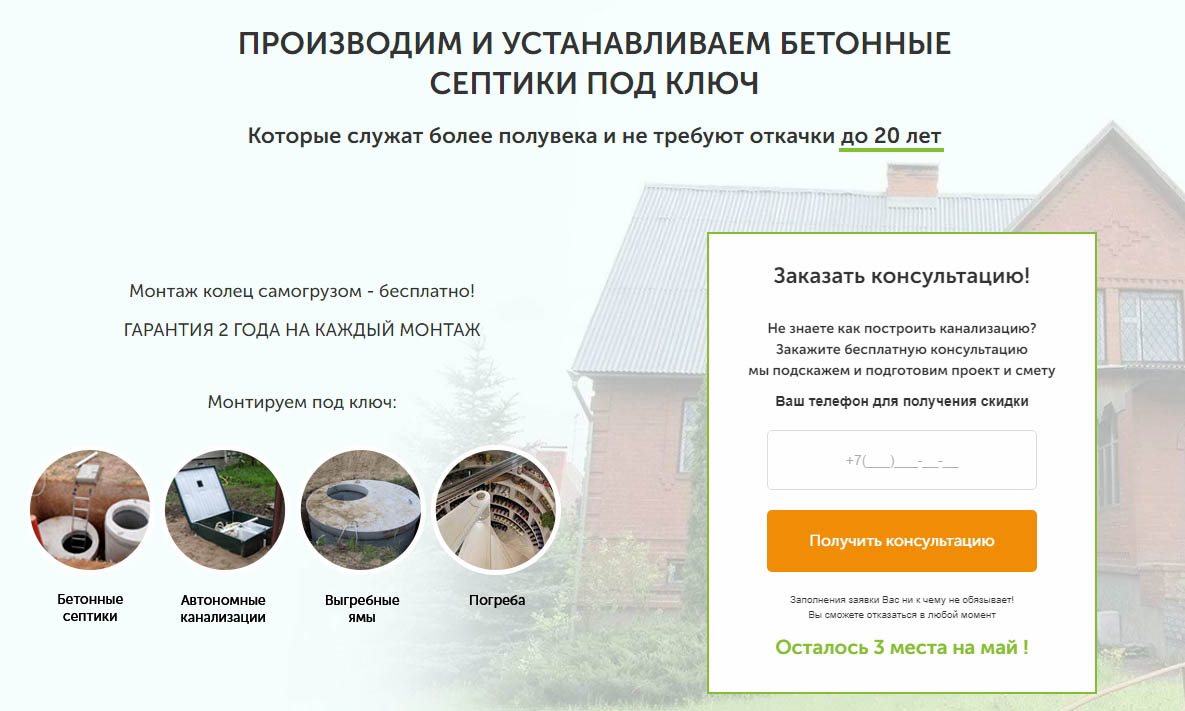 ПРОИЗВОДИМ И УСТАНАВЛИВАЕМ БЕТОННЫЕ
СЕПТИКИ ПОД КЛЮЧ
Которые служат более полувека и не требуют откачки до 20 лет
Монтаж колец самогрузом - бесплатно!
ГАРАНТИЯ 2 ГОДА НА КАЖДЫЙ МОНТАЖ
Монтируем под ключ:
Бетонные
септики
Автономные
канализации
Выгребные
ямы
Погреба
Заказать консультацию!
Не знаете как построить канализацию?
Закажите бесплатную консультацию
мы подскажем и подготовим проект и смету
Ваш телефон для получения скидки
+7(___)___-__-__
Получить консультацию
Заполнения заявки Вас ни к чему не обязывает!
Вы сможете отказаться в любой момент
Осталось 3 места на май !